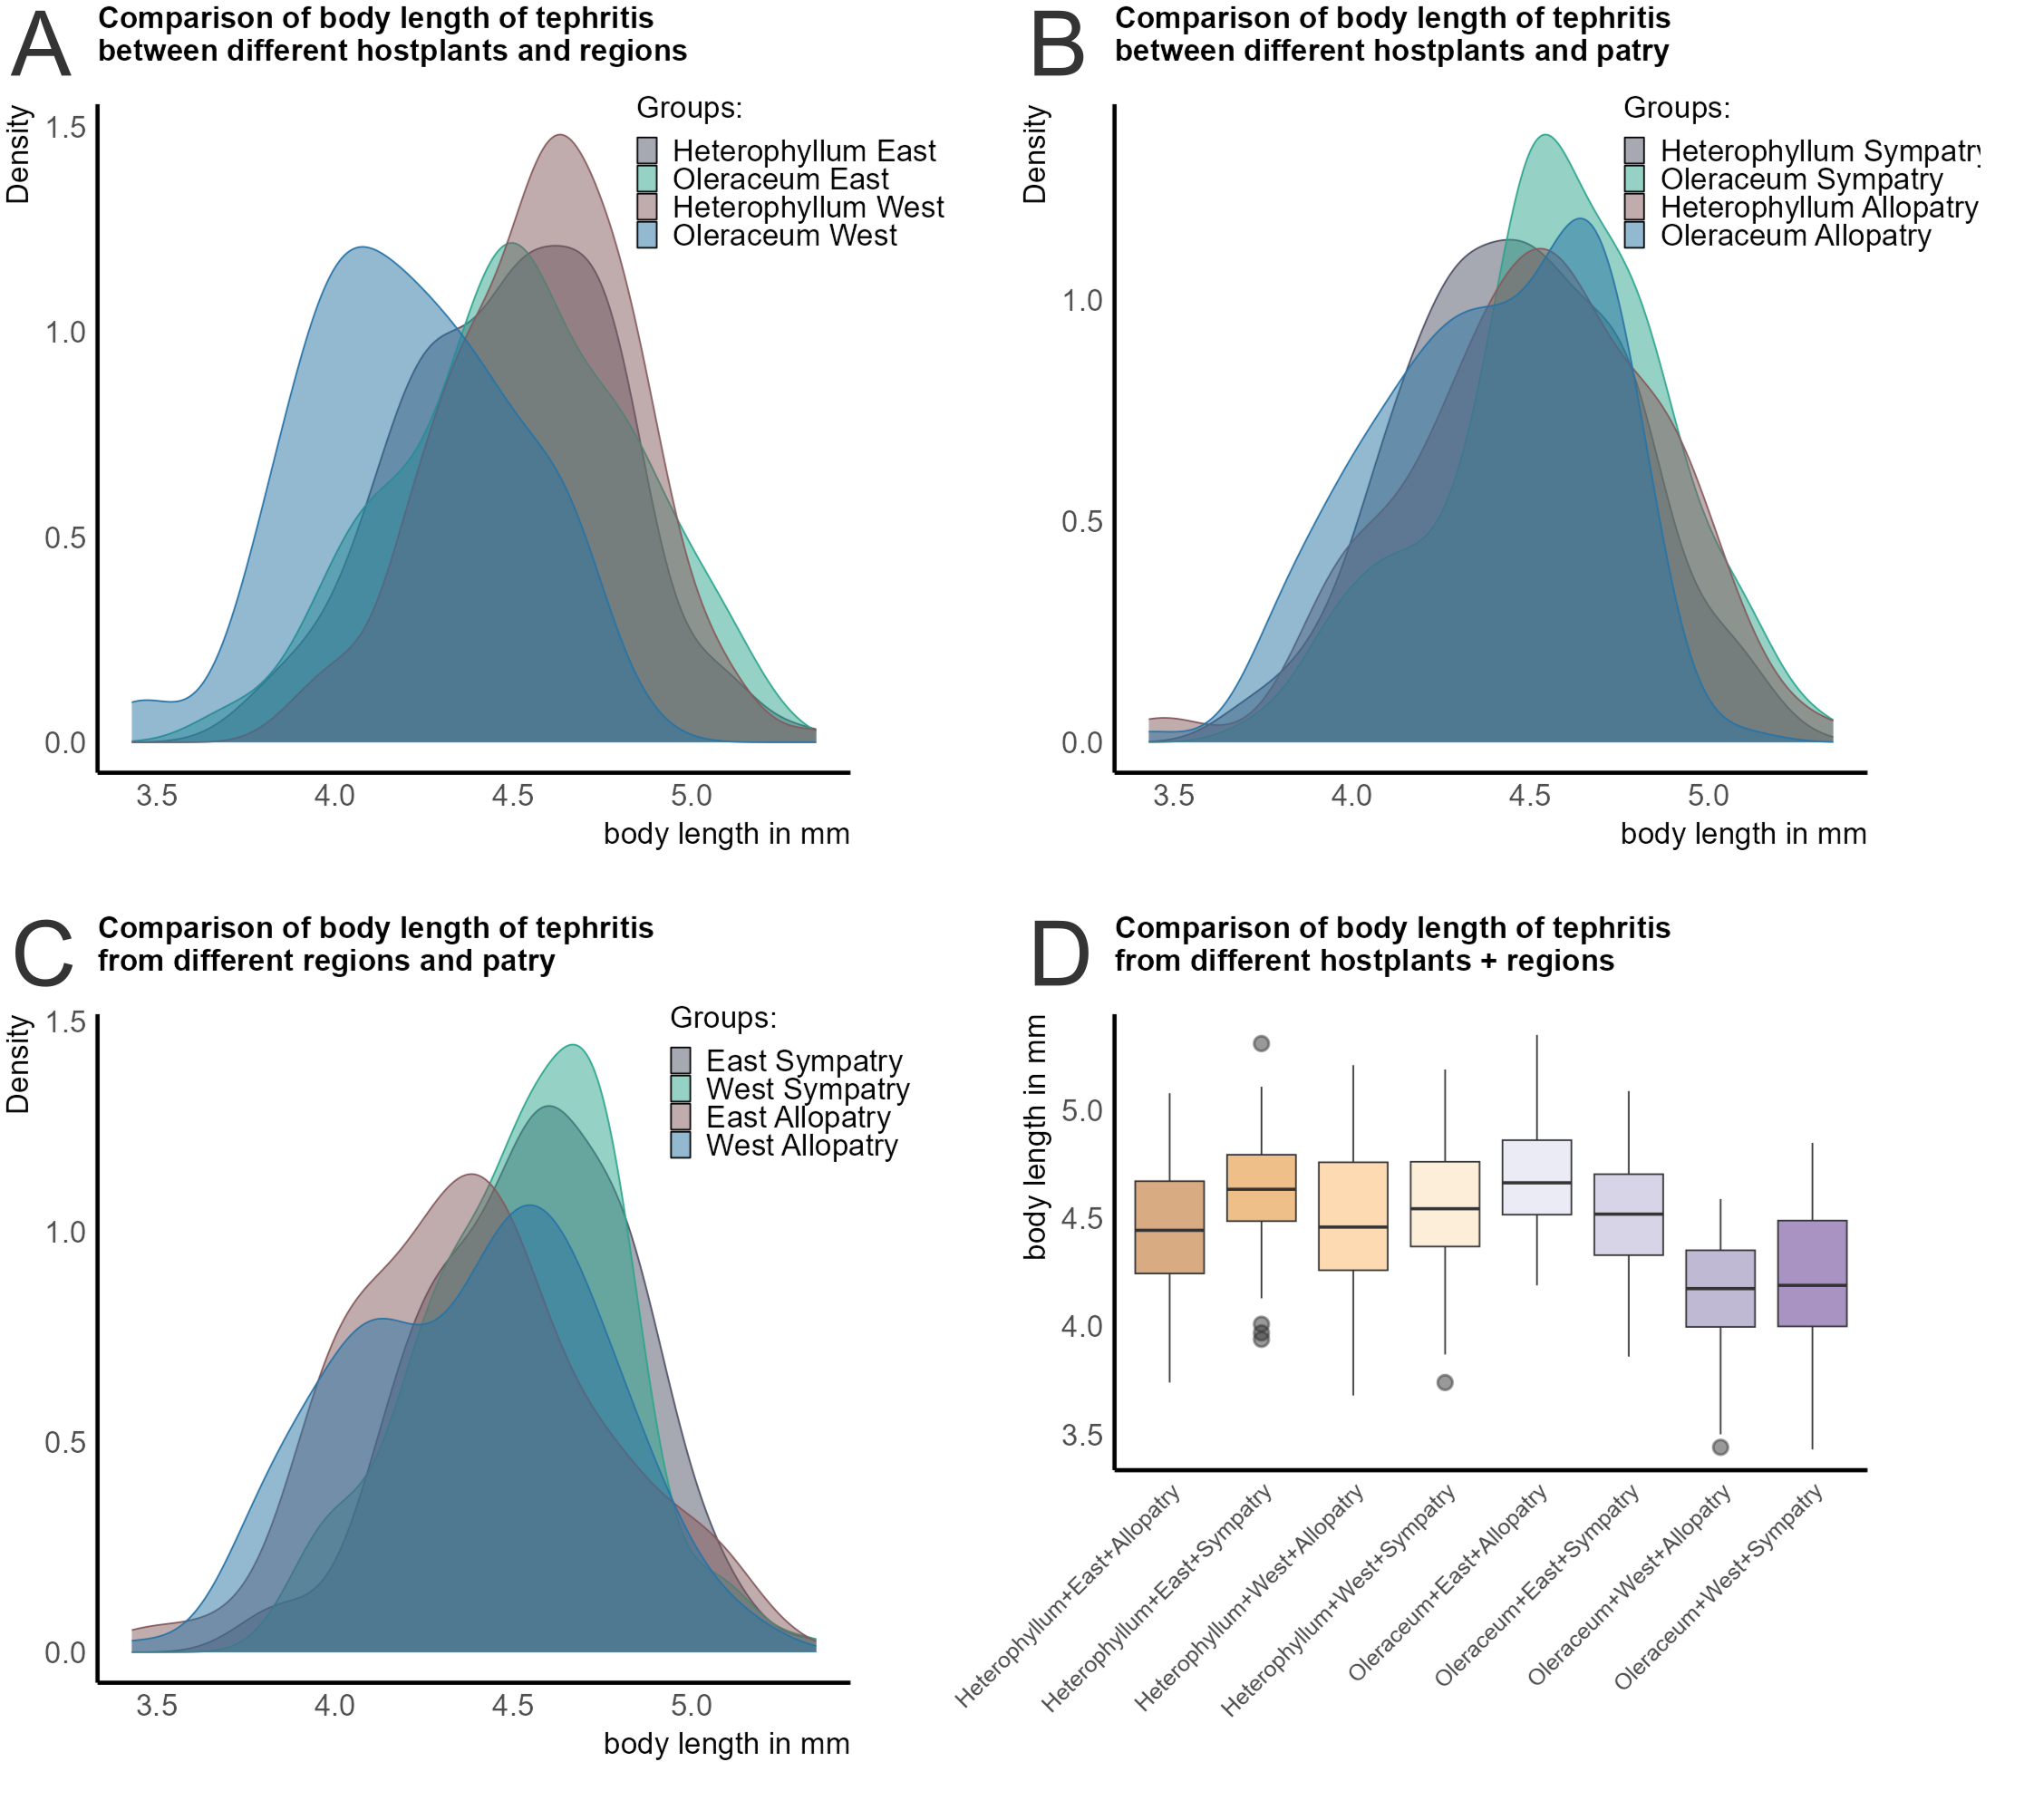 A
Comparison of body length of tephritis
between different hostplants and regions
Density
1.5
1.0
0.5
0.0
3.5 4.0 4.5 5.0
body length in mm
Groups:
Heterophyllum East
Oleraceum East
Heterophyllum West
Oleraceum West
B
Comparison of body length of tephritis
between different hostplants and patry
Density
1.0
0.5
0.0
3.5 4.0 4.5 5.0
body length in mm
Groups:
Heterophyllum Sympatry
Oleraceum Sympatry
Heterophyllum Allopatry
Oleraceum Allopatry
C
Comparison of body length of tephritis
from different regions and patry
Density
1.5
1.0
0.5
0.0
3.5 4.0 4.5 5.0
body length in mm
Groups:
East Sympatry
West Sympatry
East Allopatry
West Allopatry
D
Comparison of body length of tephritis
from different hostplants + regions
body length in mm
5.0
4.5
4.0
3.5
Heterophyllum+East+Allopatry
Heterophyllum+East+Sympatry
Heterophyllum+West+Allopatry
Heterophyllum+West+Sympatry
Oleraceum+East+Allopatry
Oleraceum+East+Sympatry
Oleraceum+West+Allopatry
Oleraceum+West+Sympatry